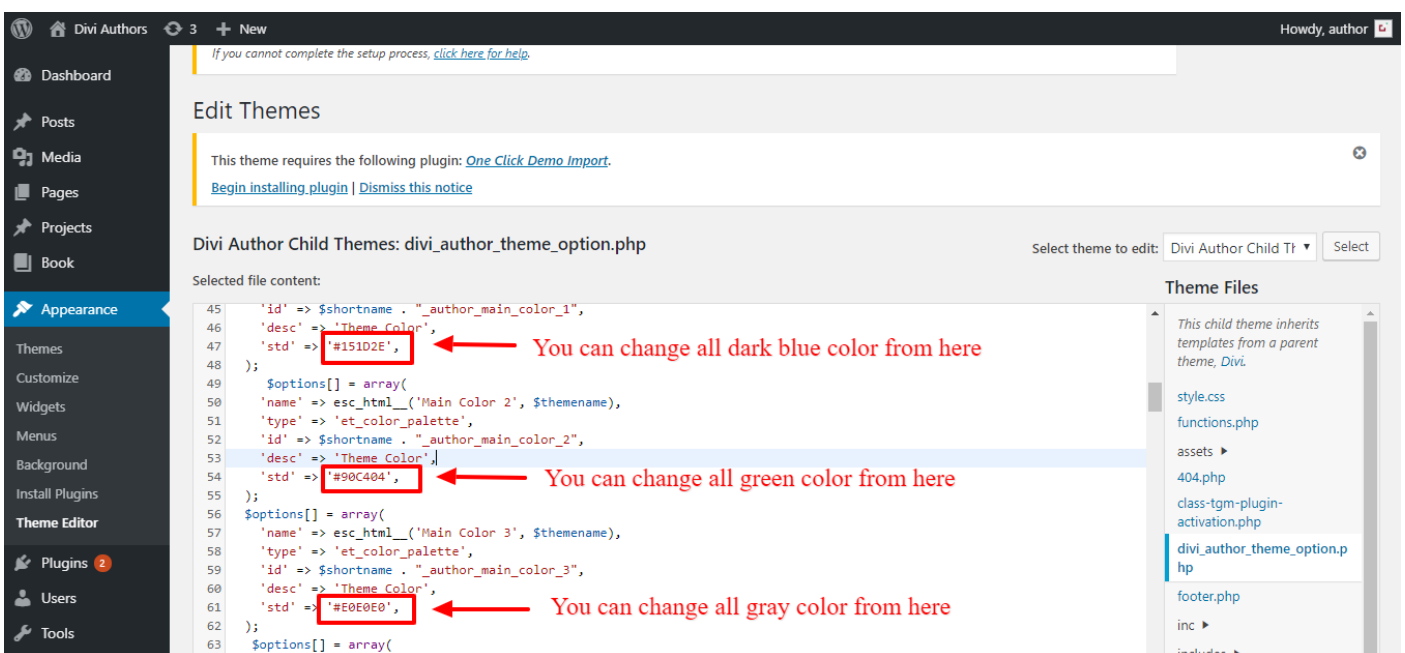 Divi Authors 3 + New Howdy, author
If you cannot complete the setup process, click here for help.
Dashboard
Posts
Media
Pages
Projects
Book
Appearance
Themes
Customize
Widgets
Menus
Background
Install Plugins
Theme Editor
Plugins 2
Users
Tools
Edit Themes
This theme requires the following plugin: One Click Demo Import.
Begin installing plugin | Dismiss this notice
Divi Author Child Themes: divi_author_theme_option.php
Select theme to edit: Divi Author Child Th Select
Selected file content:
45 'id' => $shortname . "_author_main_color_1",
46 'desc' => 'Theme Color',
47 'std' => '#151D2E', You can change all dark blue color from here
48 );
49 $options[] = array(
50 'name' => esc_html__('Main Color 2', $themename),
51 'type' => 'et_color_palette',
52 'id' => $shortname . "_author_main_color_2",
53 'desc' => 'Theme Color',
54 'std' => '#90C404', You can change all green color from here
55 );
56 $options[] = array(
57 'name' => esc_html__('Main Color 3', $themename),
58 'type' => 'et_color_palette',
59 'id' => $shortname . "_author_main_color_3",
60 'desc' => 'Theme Color',
61 'std' => '#E0E0E0', You can change all gray color from here
62 );
63 $options[] = array(
Theme Files
This child theme inherits
templates from a parent
theme, Divi.
style.css
functions.php
assets
404.php
class-tgm-plugin-
activation.php
divi_author_theme_option.p
hp
footer.php
inc
includes